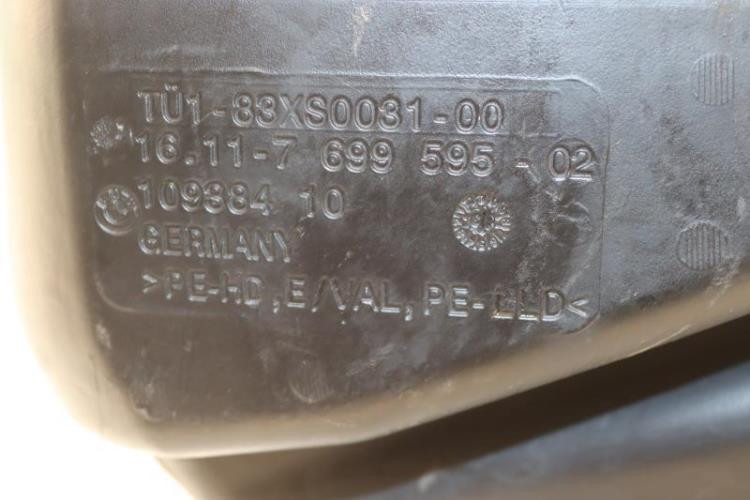 TÜ1-83XS0031-00
16.11-7 699 595-02
109384 10
GERMANY
>PE-HD,E/VAL,PE-LLD<